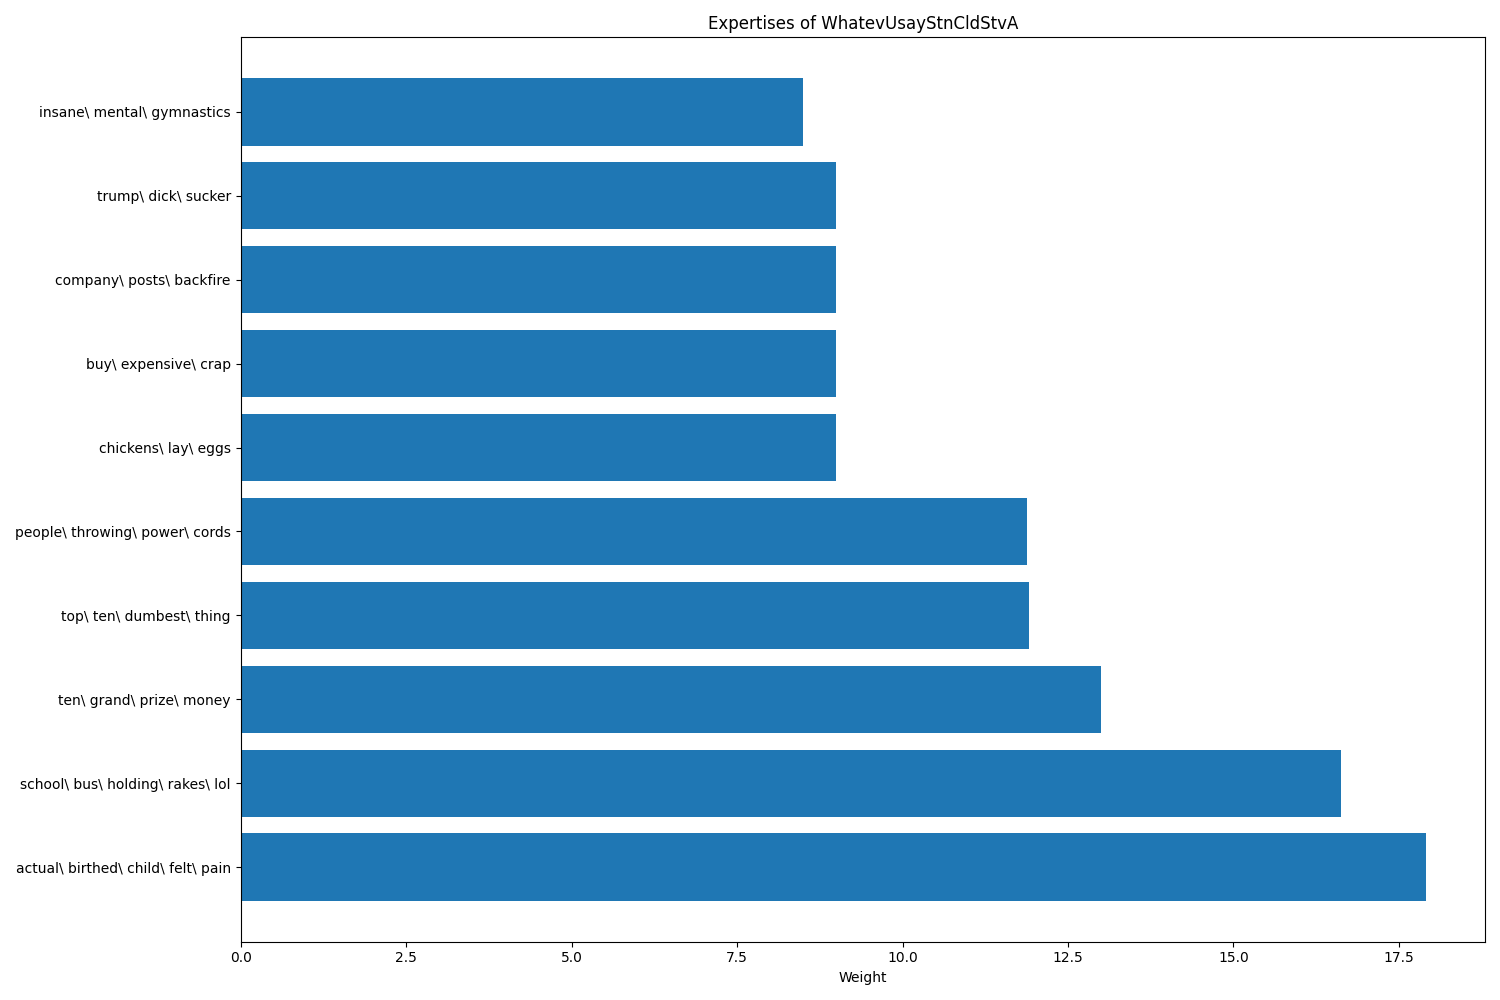 Expertises of WhatevUsayStnCldStvA
insane\ mental\ gymnastics
trump\ dick\ sucker
company\ posts\ backfire
buy\ expensive\ crap
chickens\ lay\ eggs
people\ throwing\ power\ cords
top\ ten\ dumbest\ thing
ten\ grand\ prize\ money
school\ bus\ holding\ rakes\ lol
actual\ birthed\ child\ felt\ pain
0.0 2.5 5.0 7.5 10.0 12.5 15.0 17.5
Weight